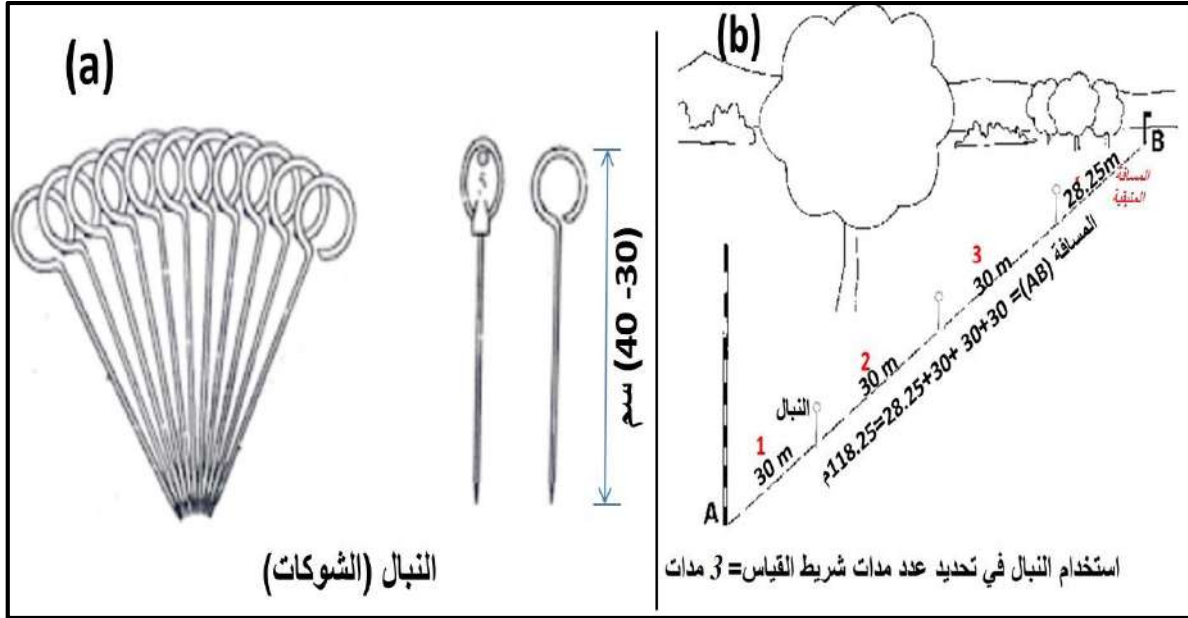 (a)
سم (40 -30)
النبال (الشوكات)
(b)
B
المسافة
المتبقية
28.25m
3
30 m
المسافة (AB)= 30+30 +30+28.25=118.25م
2
30 m
النبال
1
30 m
A
استخدام النبال في تحديد عدد مدات شريط القياس= 3 مدات